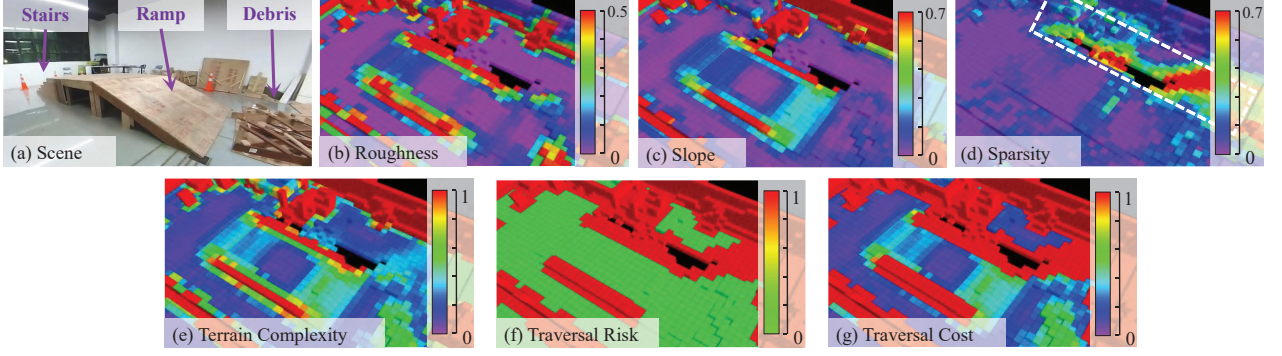 Stairs Ramp Debris
(a) Scene
0.5
0
(b) Roughness
0.7
0
(c) Slope
0.7
0
(d) Sparsity
1
0
(e) Terrain Complexity
1
0
(f) Traversal Risk
1
0
(g) Traversal Cost